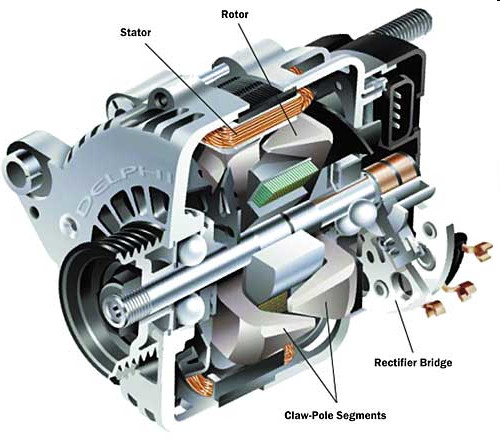 Rotor
Stator
DELPHI
Rectifier Bridge
Claw-Pole Segments